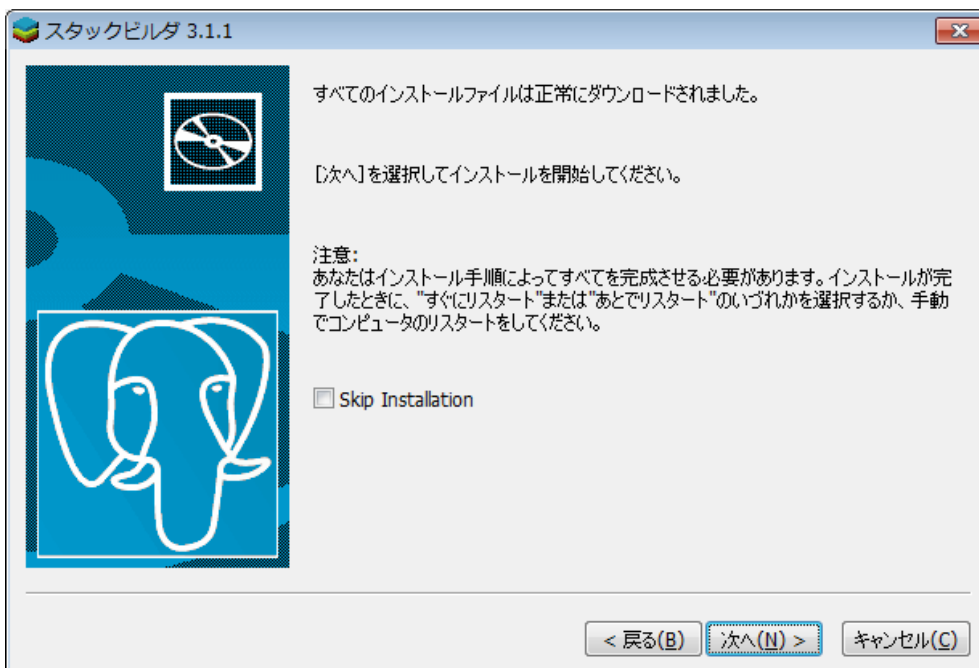 スタックビルダ 3.1.1
すべてのインストールファイルは正常にダウンロードされました。
[次へ]を選択してインストールを開始してください。
注意:
あなたはインストール手順によってすべてを完成させる必要があります。インストールが完
了したときに、"すぐにリスタート"または"あとでリスタート"のいづれかを選択するか、手動
でコンピュータのリスタートをしてください。
Skip Installation
< 戻る(B)
次へ(N) >
キャンセル(C)